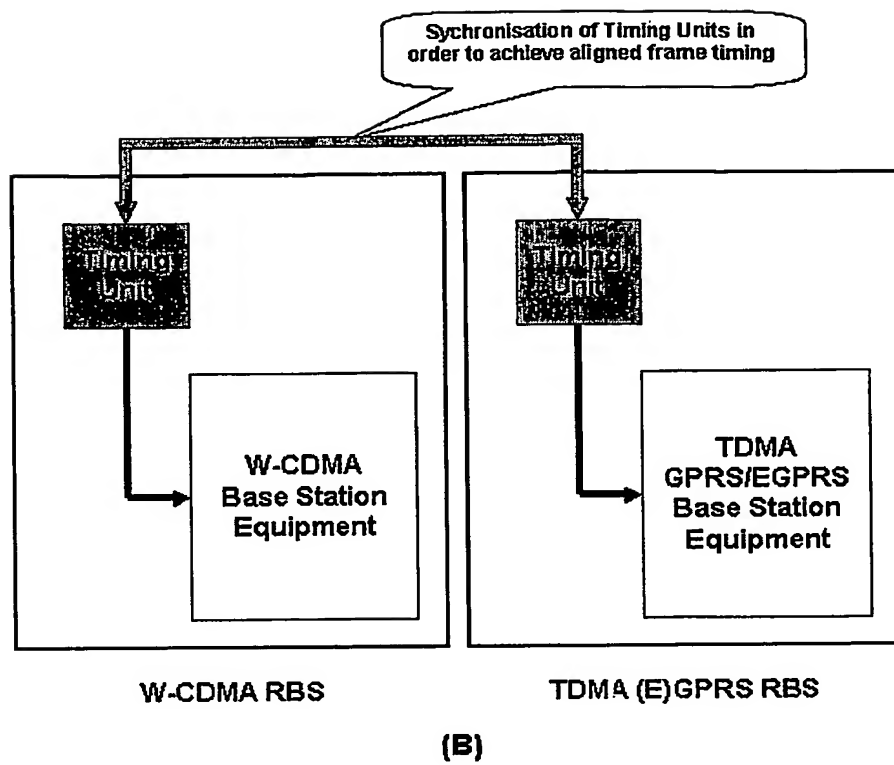 Sychronisation of Timing Units in
order to achieve aligned frame timing
Timing
Unit
Timing
Unit
W-CDMA
Base Station
Equipment
TDMA
GPRS/EGPRS
Base Station
Equipment
W-CDMA RBS
TDMA (E)GPRS RBS
(B)